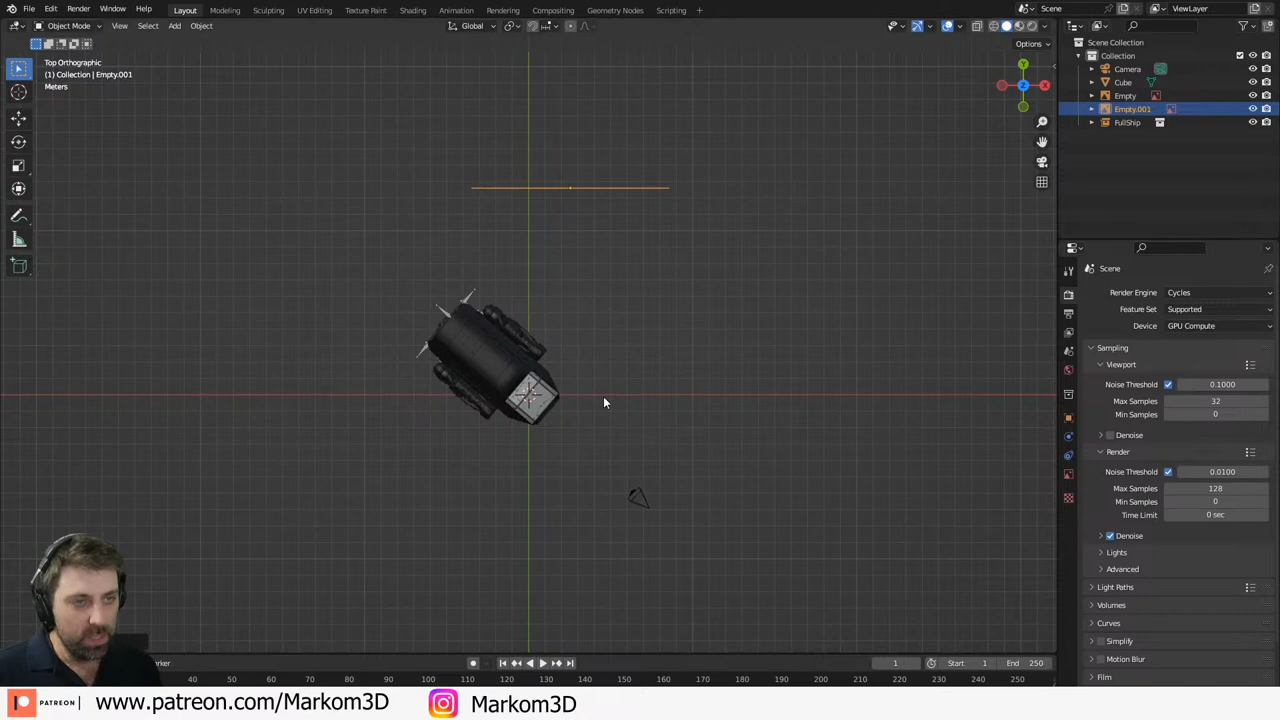 File Edit Render Window Help Layout Modeling Sculpting UV Editing Texture Paint Shading Animation Rendering Compositing Geometry Nodes Scripting + Scene ViewLayer
Object Mode View Select Add Object Global
Options
Top Orthographic
(1) Collection | Empty.001
Meters
Y
X
Z
Scene Collection
Collection
Camera
Cube
Empty
Empty.001
FullShip
Scene
Render Engine Cycles
Feature Set Supported
Device GPU Compute
Sampling
Viewport
Noise Threshold 0.1000
Max Samples 32
Min Samples 0
Denoise
Render
Noise Threshold 0.0100
Max Samples 128
Min Samples 0
Time Limit 0 sec
Denoise
Lights
Advanced
Light Paths
Volumes
Curves
Simplify
Motion Blur
Film
1 Start 1 End 250
40 50 60 70 80 90 100 110 120 130 140 150 160 170 180 190 200 210 220 230 240 250
PATREON www.patreon.com/Markom3D Markom3D